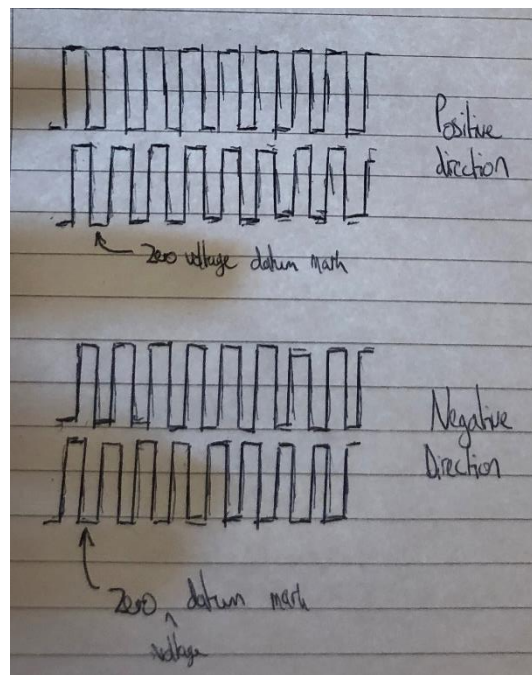 Positive
direction
Zero voltage datum mark
Negative
Direction
Zero datum mark
^
voltage